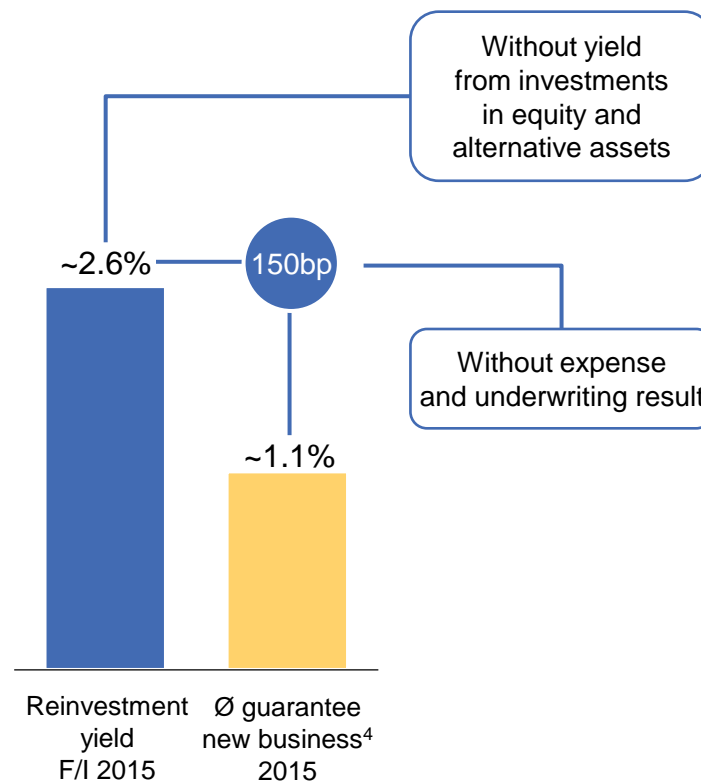 Without yield
from investments
in equity and
alternative assets
~2.6%
150bp
Without expense
and underwriting result
~1.1%
Reinvestment
yield
F/I 2015
Ø guarantee
new business⁴
2015